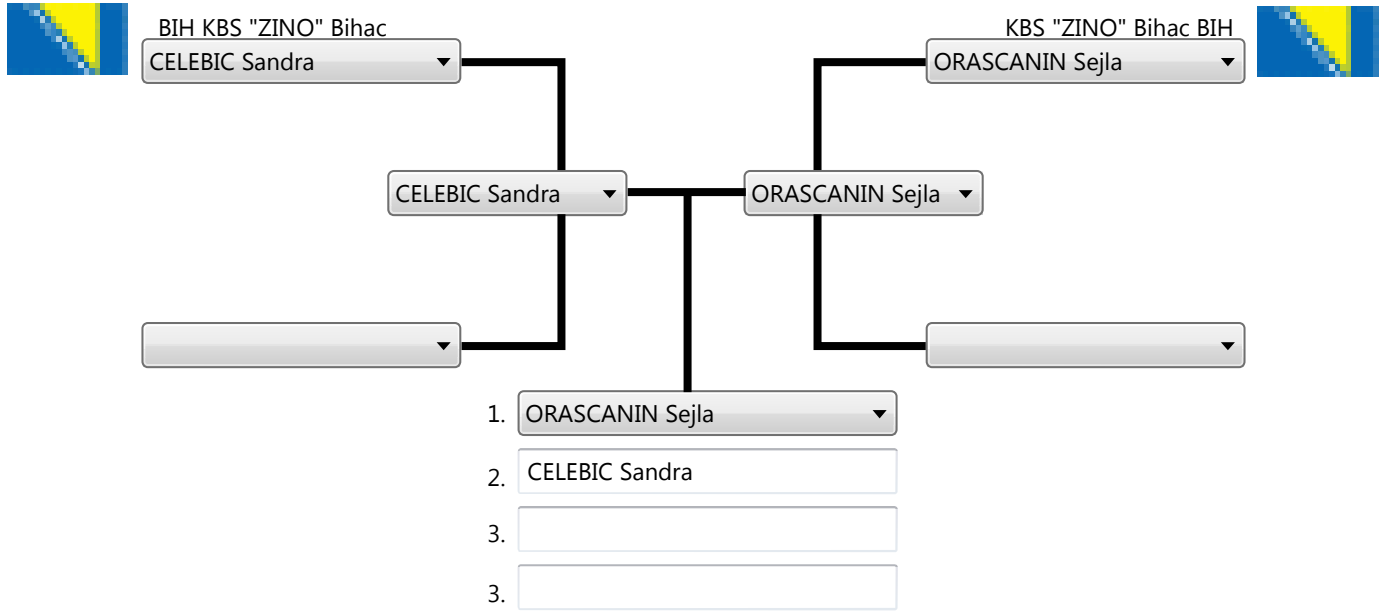 BIH KBS "ZINO" Bihac
KBS "ZINO" Bihac BIH
CELEBIC Sandra
ORASCANIN Sejla
CELEBIC Sandra
ORASCANIN Sejla
1. ORASCANIN Sejla
2. CELEBIC Sandra
3.
3.